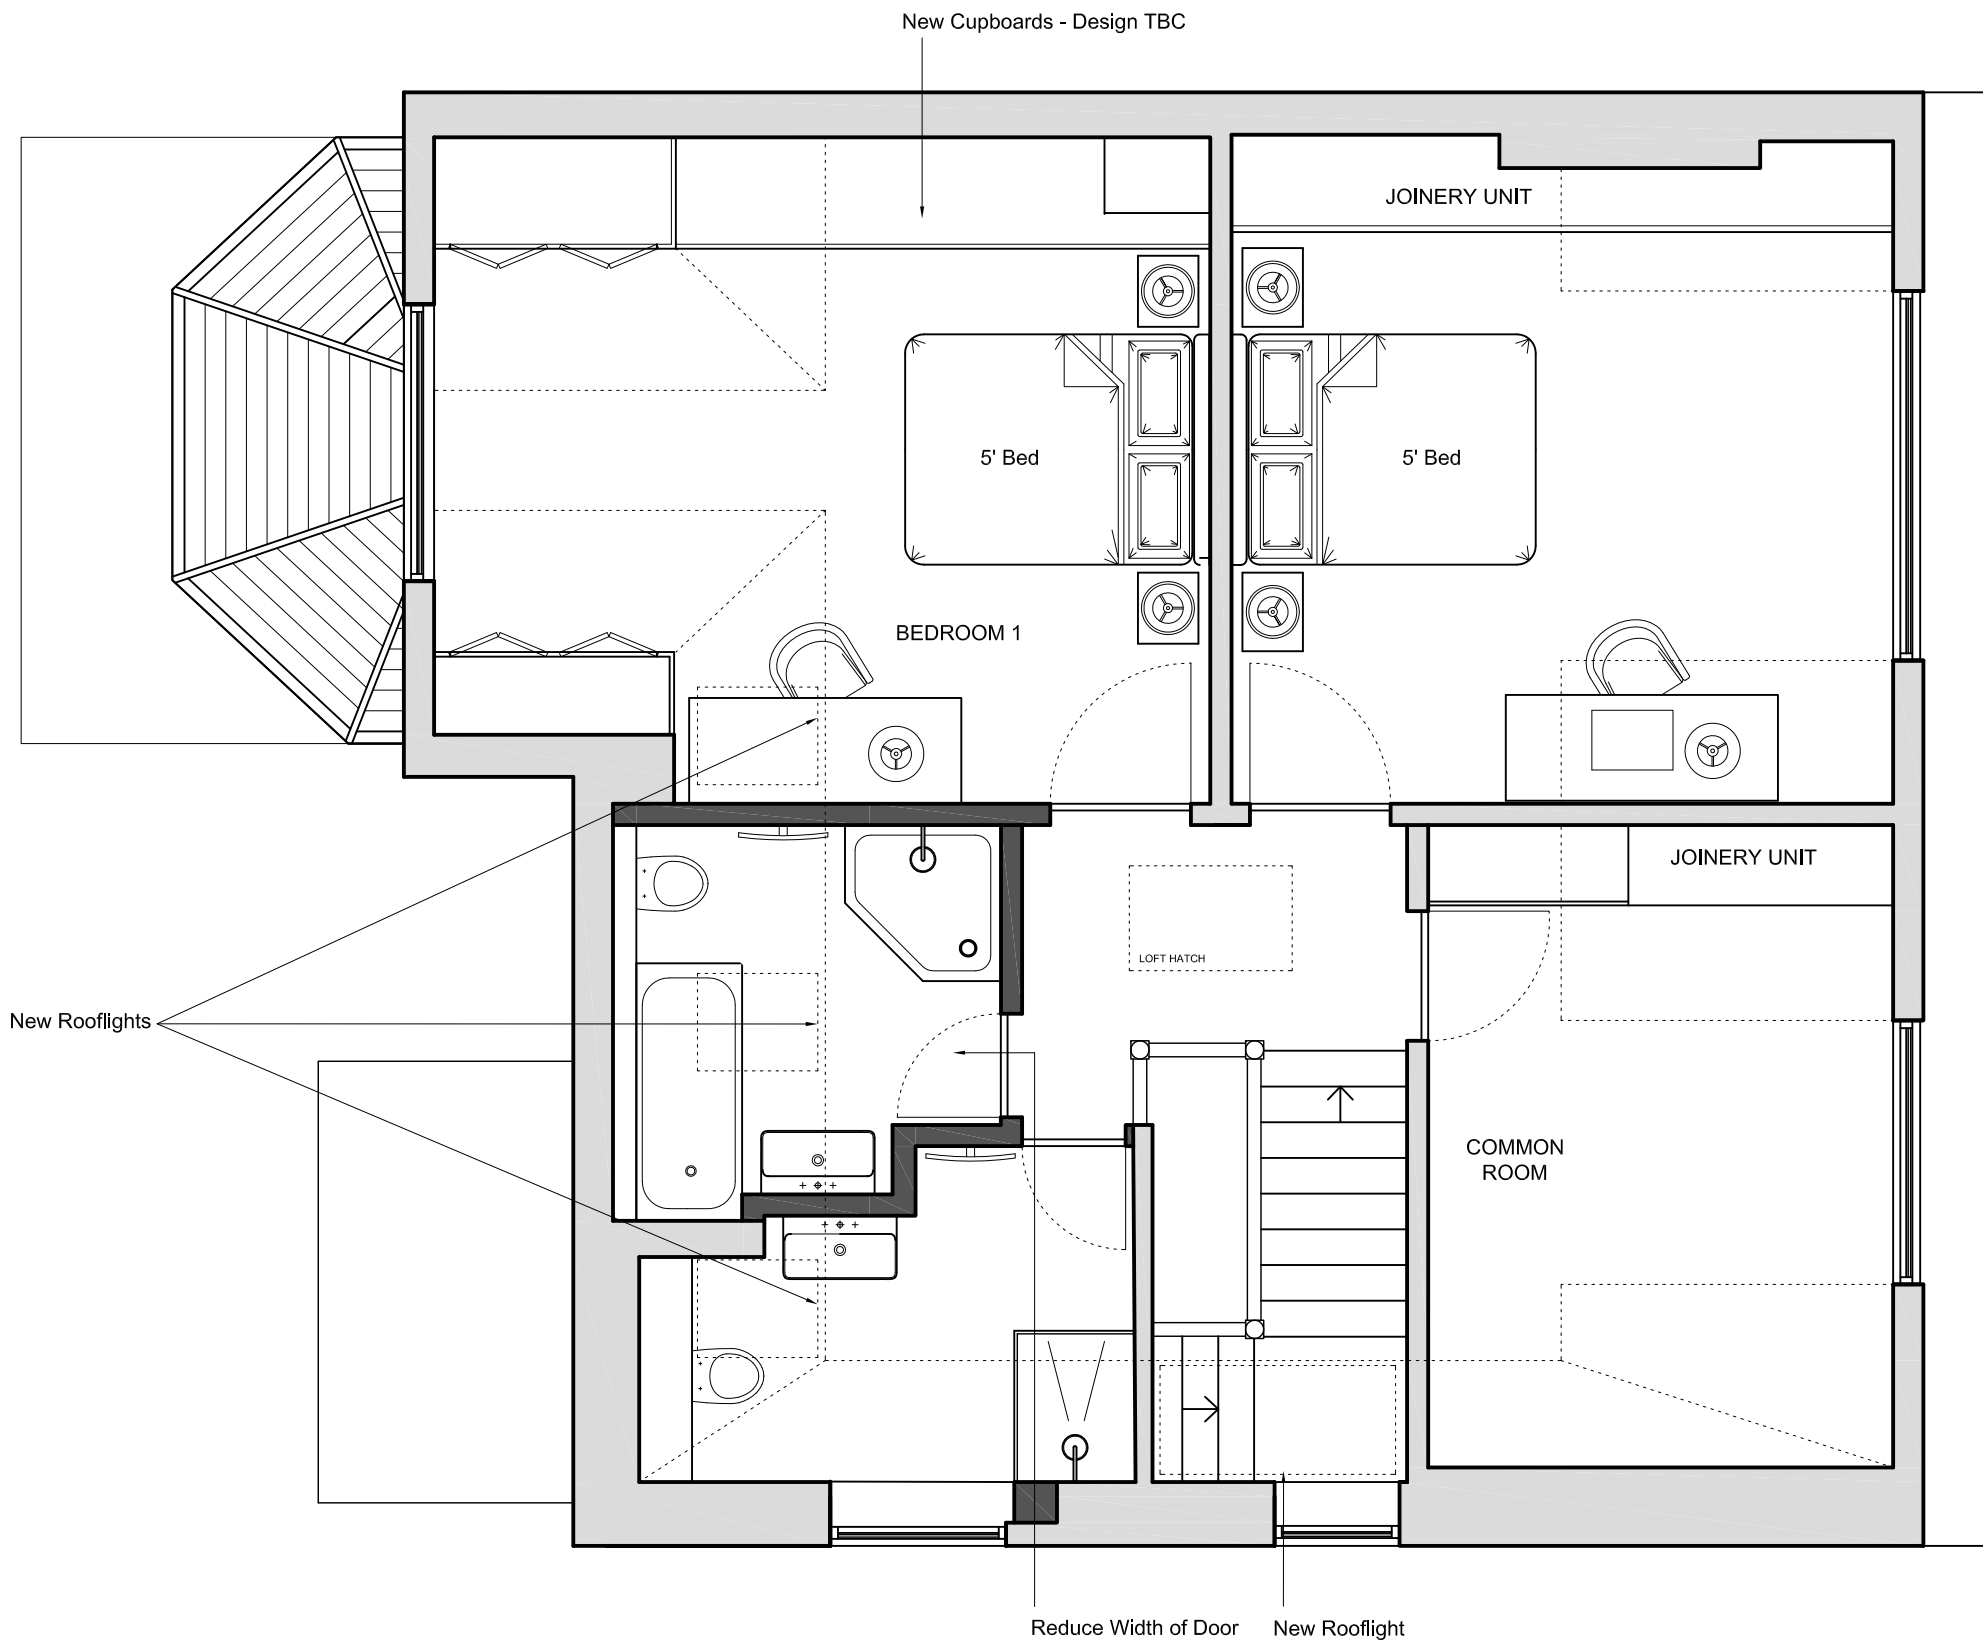 New Cupboards - Design TBC
JOINERY UNIT
5' Bed
5' Bed
BEDROOM 1
JOINERY UNIT
LOFT HATCH
New Rooflights
COMMON
ROOM
Reduce Width of Door
New Rooflight